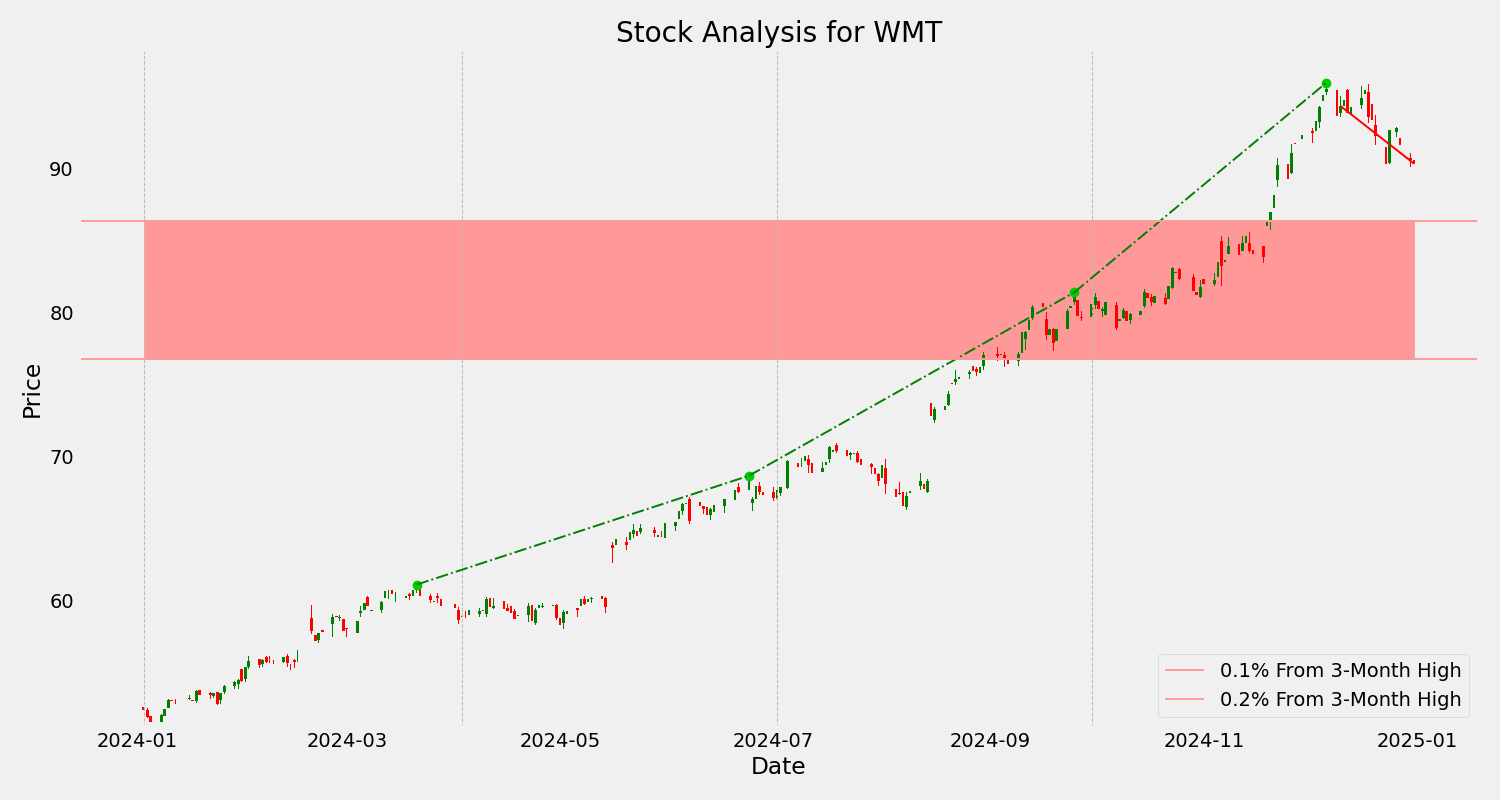 Stock Analysis for WMT
90
80
70
60
Price
0.1% From 3-Month High
0.2% From 3-Month High
2024-01 2024-03 2024-05 2024-07 2024-09 2024-11 2025-01
Date